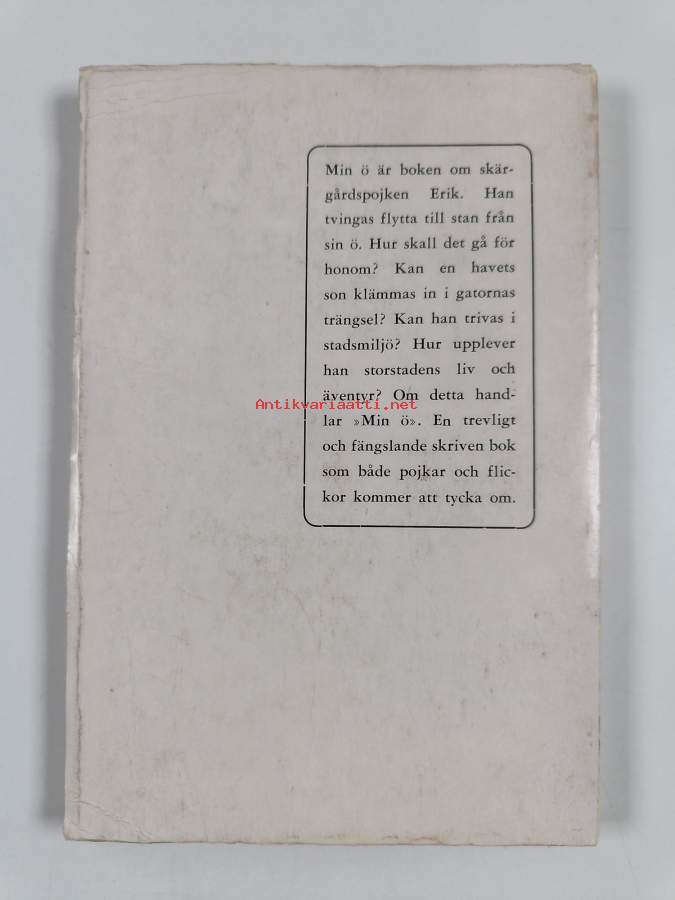 Min ö är boken om skär-
gårdspojken Erik. Han
tvingas flytta till stan från
sin ö. Hur skall det gå för
honom? Kan en havets
son klämmas in i gatornas
trängsel? Kan han trivas i
stadsmiljö? Hur upplever
han storstadens liv och
äventyr? Om detta hand-
Antikvariaatti.net
lar »Min ö». En trevligt
och fängslande skriven bok
som både pojkar och flic-
kor kommer att tycka om.